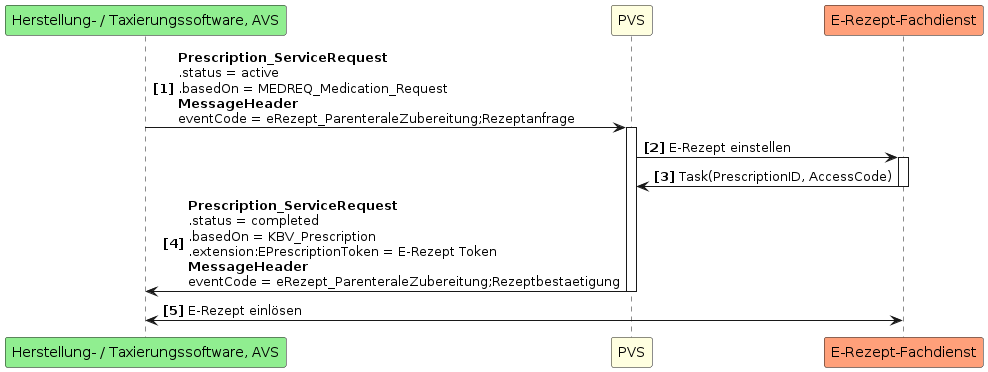 Herstellung- / Taxierungssoftware, AVS
PVS
E-Rezept-Fachdienst
Prescription_ServiceRequest
.status = active
[1] .basedOn = MEDREQ_Medication_Request
MessageHeader
eventCode = eRezept_ParenteraleZubereitung;Rezeptanfrage
[2] E-Rezept einstellen
[3] Task(PrescriptionID, AccessCode)
Prescription_ServiceRequest
.status = completed
[4] .basedOn = KBV_Prescription
.extension:EPrescriptionToken = E-Rezept Token
MessageHeader
eventCode = eRezept_ParenteraleZubereitung;Rezeptbestaetigung
[5] E-Rezept einlösen
Herstellung- / Taxierungssoftware, AVS
PVS
E-Rezept-Fachdienst